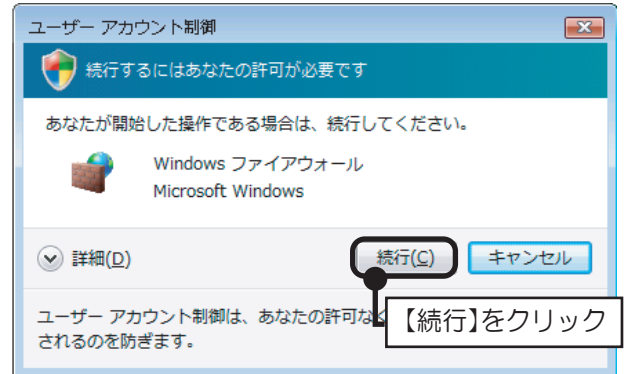 ユーザー アカウント制御
続行するにはあなたの許可が必要です
あなたが開始した操作である場合は、続行してください。
Windows ファイアウォール
Microsoft Windows
詳細(D)
続行(C)
キャンセル
ユーザー アカウント制御は、あなたの許可な
【続行】をクリック
されるのを防ぎます。